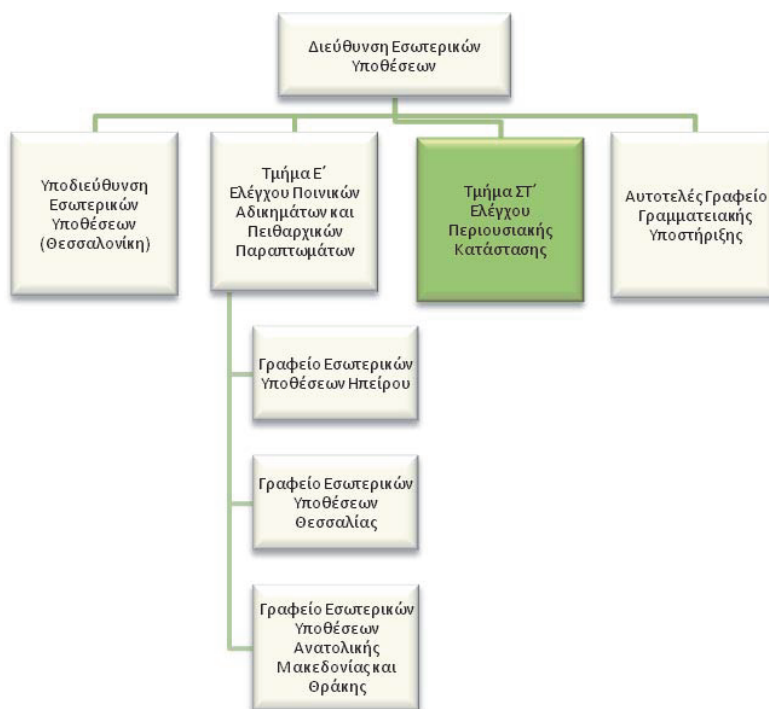 Διεύθυνση Εσωτερικών
Υποθέσεων
Υποδιεύθυνση
Εσωτερικών
Υποθέσεων
(Θεσσαλονίκη)
Τμήμα Ε΄
Ελέγχου Ποινικών
Αδικημάτων και
Πειθαρχικών
Παραπτωμάτων
Τμήμα ΣΤ΄
Ελέγχου
Περιουσιακής
Κατάστασης
Αυτοτελές Γραφείο
Γραμματειακής
Υποστήριξης
Γραφείο Εσωτερικών
Υποθέσεων Ηπείρου
Γραφείο Εσωτερικών
Υποθέσεων
Θεσσαλίας
Γραφείο Εσωτερικών
Υποθέσεων
Ανατολικής
Μακεδονίας και
Θράκης